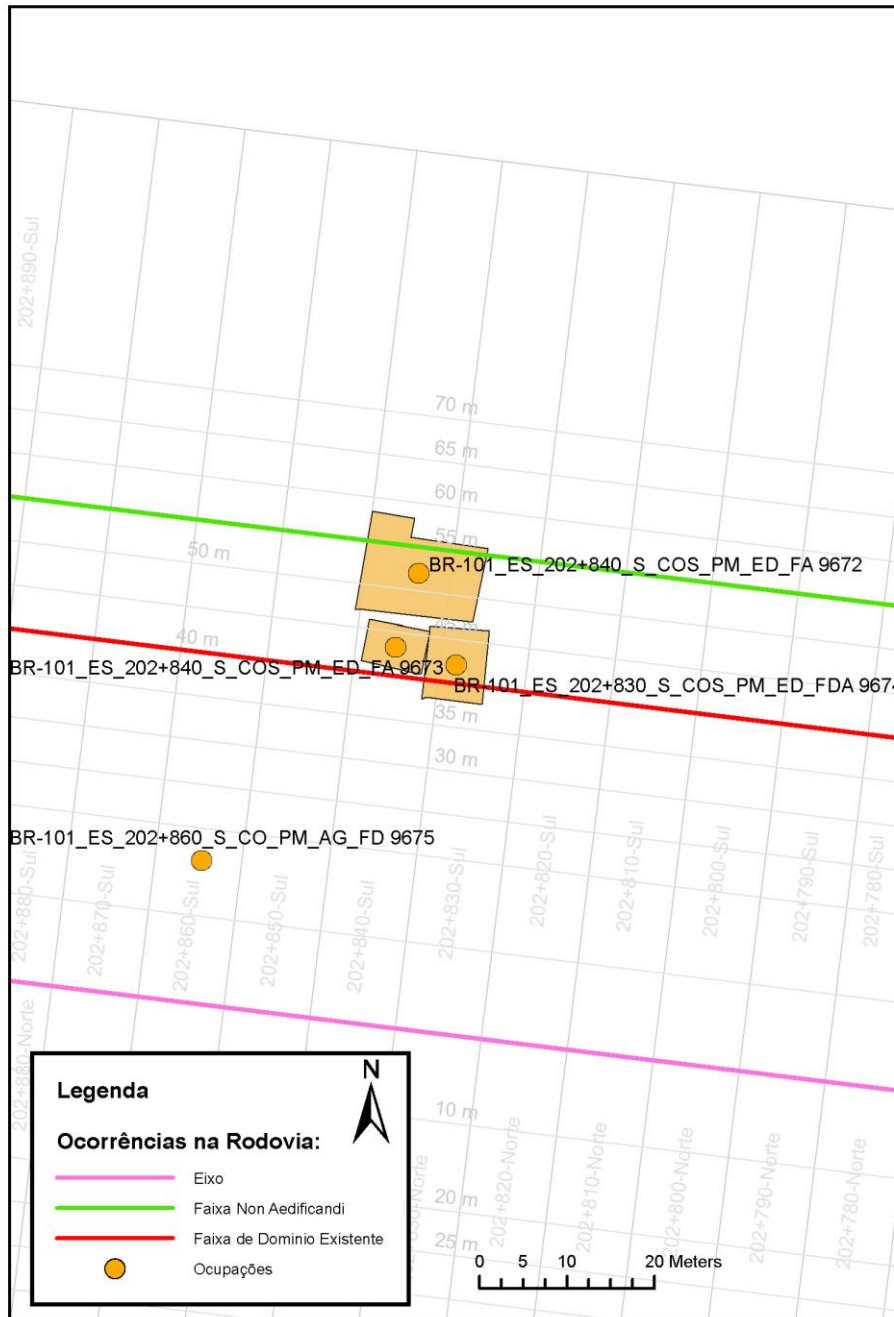 202+890-Sul
70 m
65 m
60 m
55 m
50 m
BR-101_ES_202+840_S_COS_PM_ED_FA 9672
45 m
40 m
BR-101_ES_202+840_S_COS_PM_ED_FA 9673
BR-101_ES_202+830_S_COS_PM_ED_FDA 9674
35 m
30 m
BR-101_ES_202+860_S_CO_PM_AG_FD 9675
202+880-Sul
202+870-Sul
202+860-Sul
202+850-Sul
202+840-Sul
202+830-Sul
202+820-Sul
202+810-Sul
202+800-Sul
202+790-Sul
202+780-Sul
202+880-Norte
10 m
20 m
25 m
202+820-Norte
202+810-Norte
202+800-Norte
202+790-Norte
202+780-Norte
Legenda
N
Ocorrências na Rodovia:
Eixo
Faixa Non Aedificandi
Faixa de Dominio Existente
Ocupações
0 5 10 20 Meters